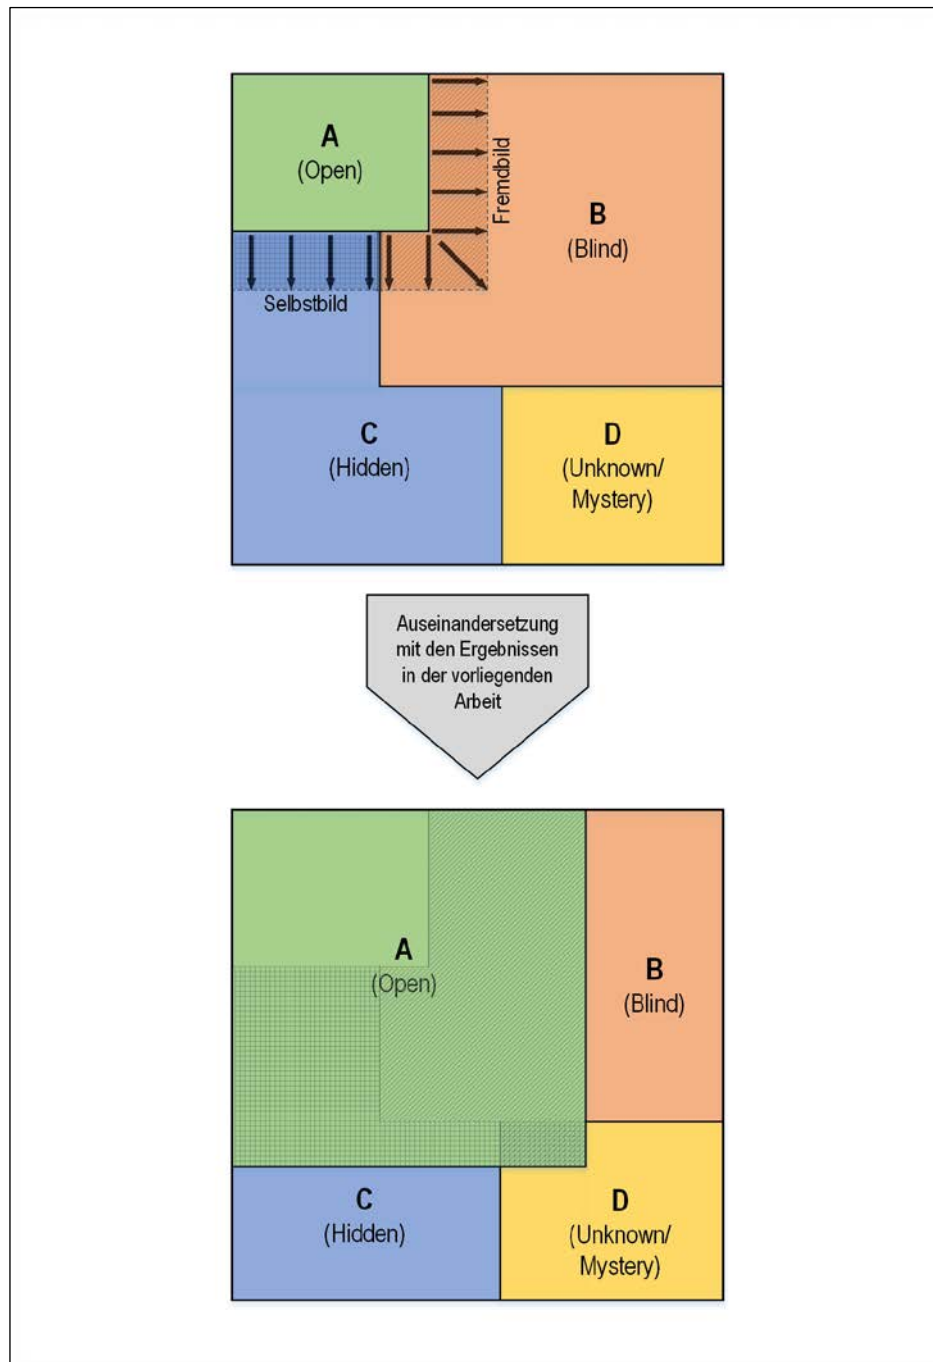 A
(Open)
Fremdbild
B
(Blind)
Selbstbild
C
(Hidden)
D
(Unknown/
Mystery)
Auseinandersetzung
mit den Ergebnissen
in der vorliegenden
Arbeit
A
(Open)
B
(Blind)
C
(Hidden)
D
(Unknown/
Mystery)